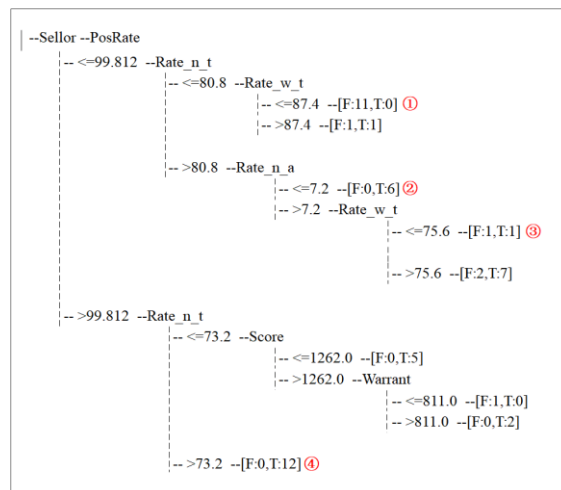 --Sellor --PosRate
-- <=99.812 --Rate_n_t
-- <=80.8 --Rate_w_t
-- <=87.4 --[F:11,T:0] ①
-- >87.4 --[F:1,T:1]
-- >80.8 --Rate_n_a
-- <=7.2 --[F:0,T:6] ②
-- >7.2 --Rate_w_t
-- <=75.6 --[F:1,T:1] ③
-- >75.6 --[F:2,T:7]
-- >99.812 --Rate_n_t
-- <=73.2 --Score
-- <=1262.0 --[F:0,T:5]
-- >1262.0 --Warrant
-- <=811.0 --[F:1,T:0]
-- >811.0 --[F:0,T:2]
-- >73.2 --[F:0,T:12] ④